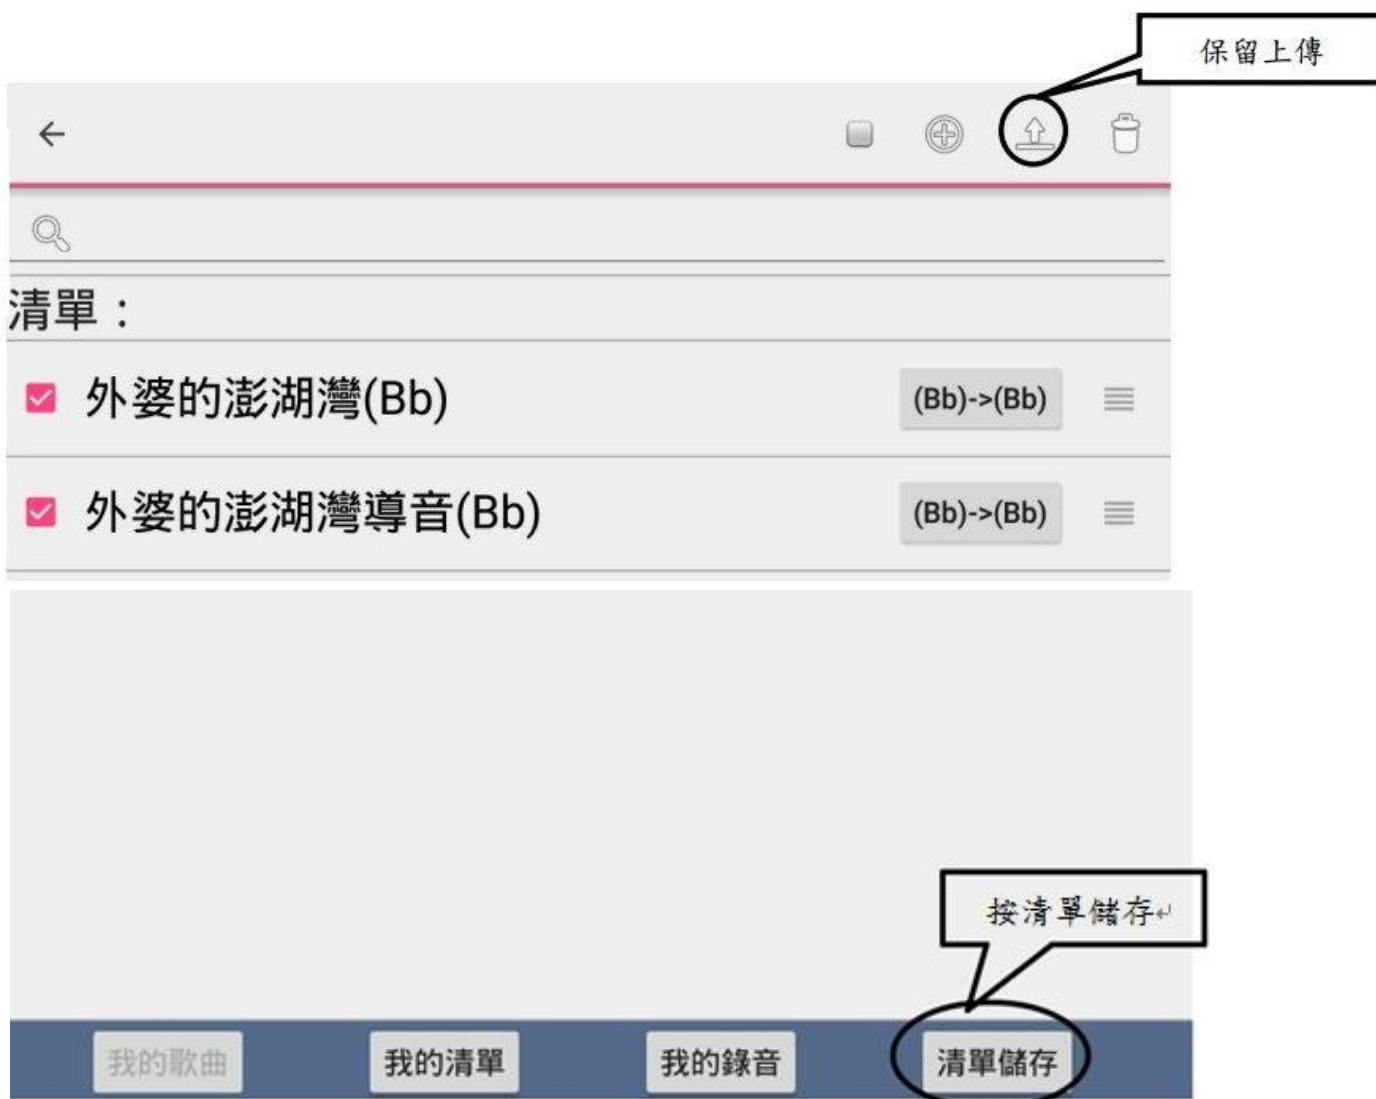 保留上傳
清單：
外婆的澎湖灣(Bb) (Bb)->(Bb)
外婆的澎湖灣導音(Bb) (Bb)->(Bb)
按清單儲存↵
我的歌曲 我的清單 我的錄音 清單儲存